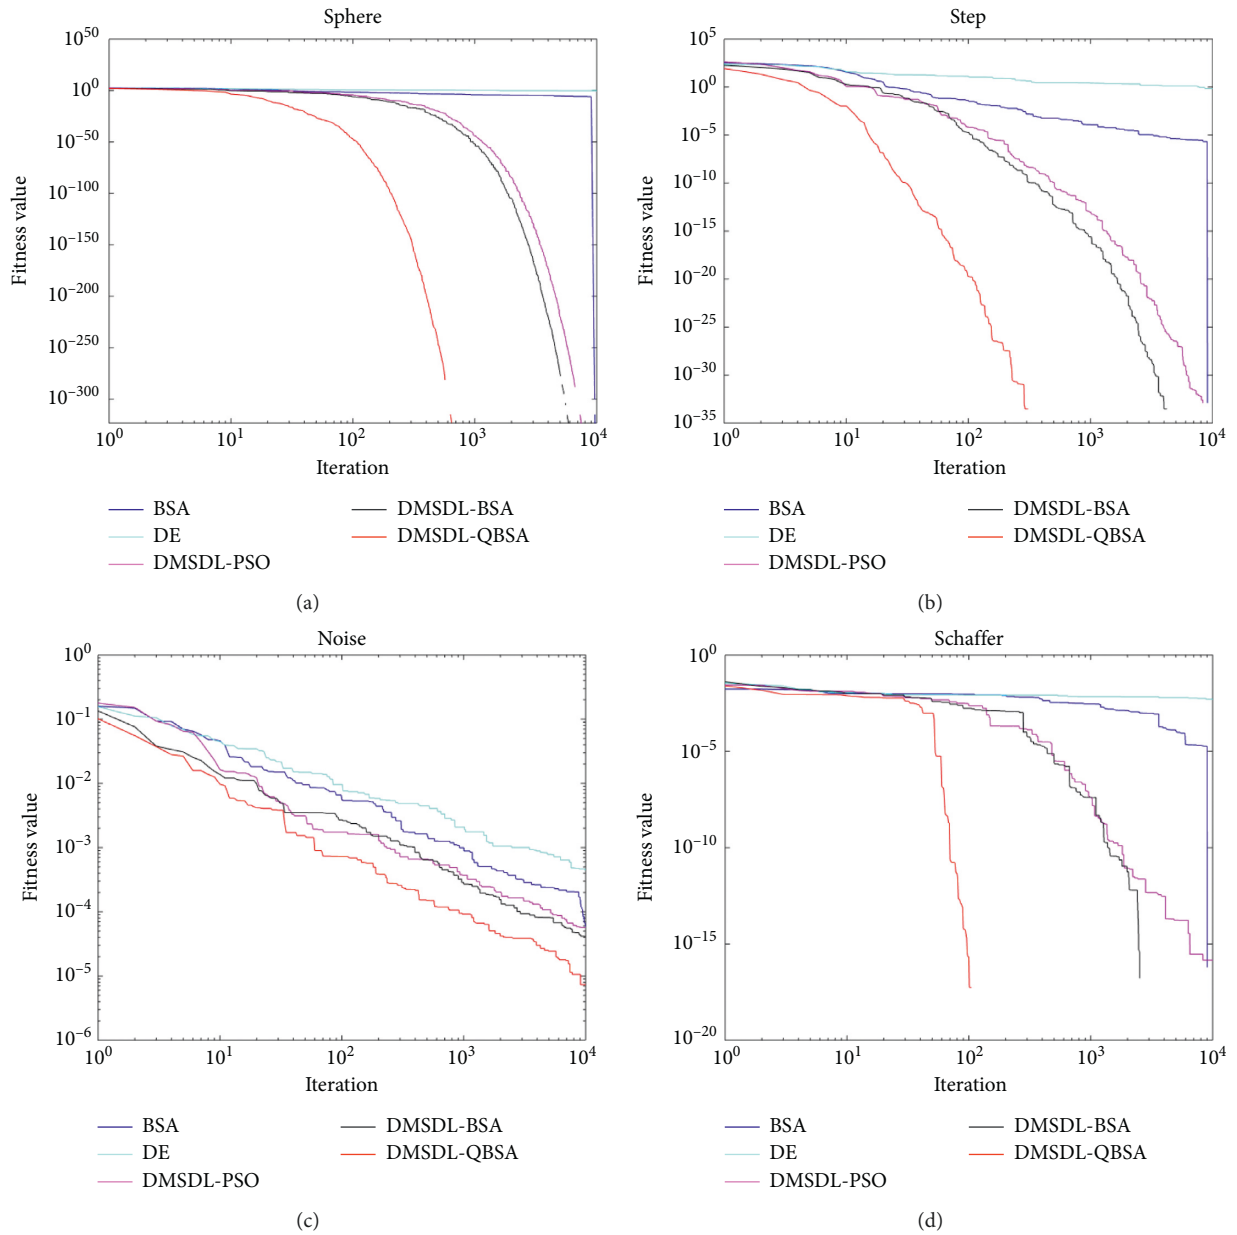 Sphere
Fitness value
10^50
10^0
10^−50
10^−100
10^−150
10^−200
10^−250
10^−300
10^0 10^1 10^2 10^3 10^4
Iteration
BSA
DE
DMSDL-PSO
DMSDL-BSA
DMSDL-QBSA
(a)
Step
Fitness value
10^5
10^0
10^−5
10^−10
10^−15
10^−20
10^−25
10^−30
10^−35
10^0 10^1 10^2 10^3 10^4
Iteration
BSA
DE
DMSDL-PSO
DMSDL-BSA
DMSDL-QBSA
(b)
Noise
Fitness value
10^0
10^−1
10^−2
10^−3
10^−4
10^−5
10^−6
10^0 10^1 10^2 10^3 10^4
Iteration
BSA
DE
DMSDL-PSO
DMSDL-BSA
DMSDL-QBSA
(c)
Schaffer
Fitness value
10^0
10^−5
10^−10
10^−15
10^−20
10^0 10^1 10^2 10^3 10^4
Iteration
BSA
DE
DMSDL-PSO
DMSDL-BSA
DMSDL-QBSA
(d)